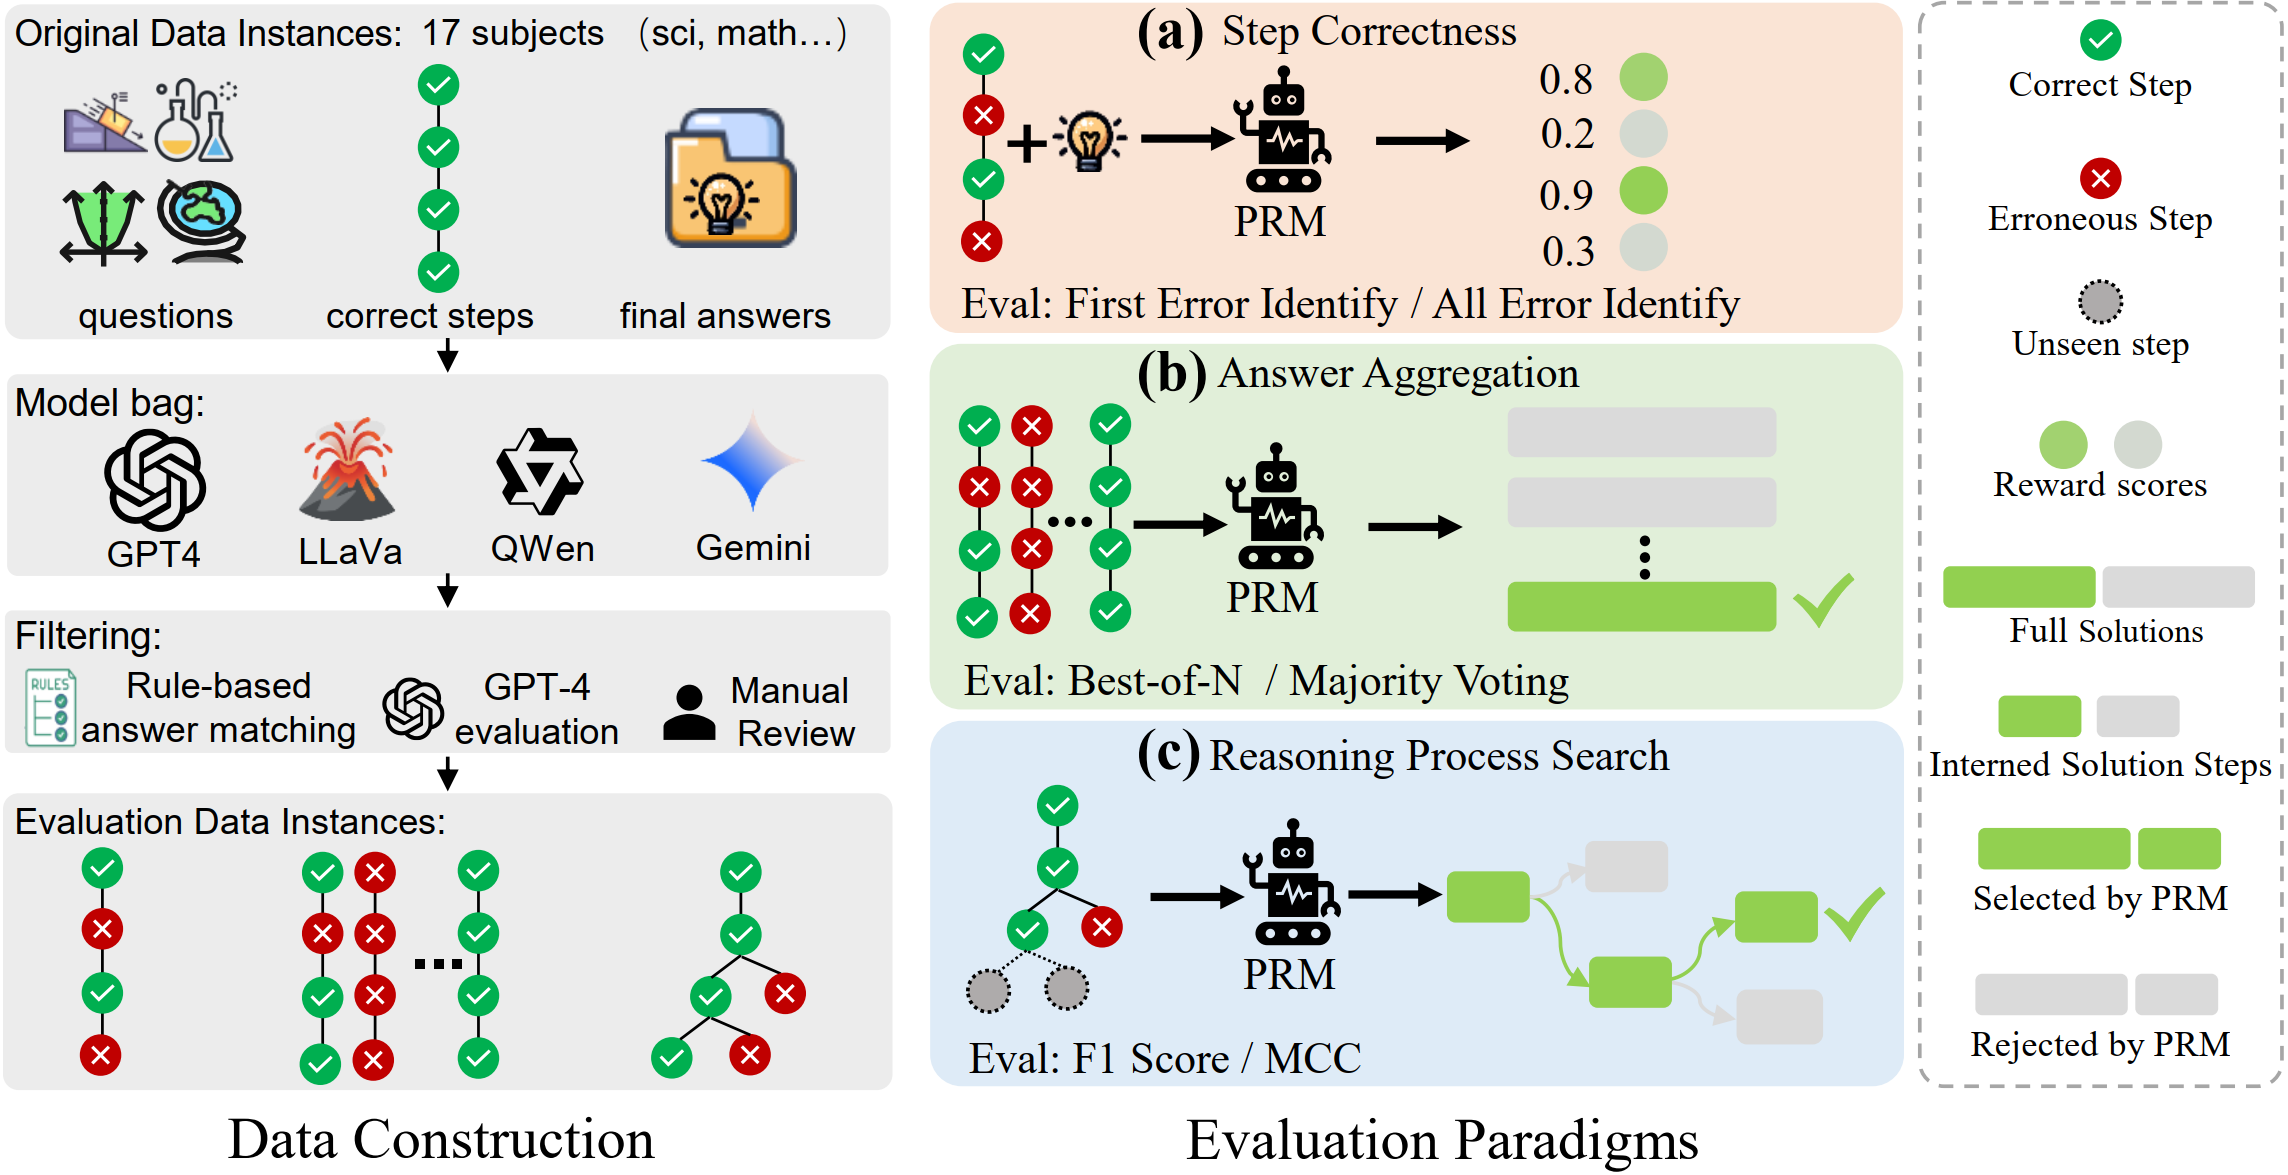 Original Data Instances: 17 subjects （sci, math…）
questions
correct steps
final answers
Model bag:
GPT4
LLaVa
QWen
Gemini
Filtering:
RULES
Rule-based
answer matching
GPT-4
evaluation
Manual
Review
Evaluation Data Instances:
Data Construction
(a) Step Correctness
PRM
0.8
0.2
0.9
0.3
Eval: First Error Identify / All Error Identify
(b) Answer Aggregation
PRM
Eval: Best-of-N / Majority Voting
(c) Reasoning Process Search
PRM
Eval: F1 Score / MCC
Evaluation Paradigms
Correct Step
Erroneous Step
Unseen step
Reward scores
Full Solutions
Interned Solution Steps
Selected by PRM
Rejected by PRM